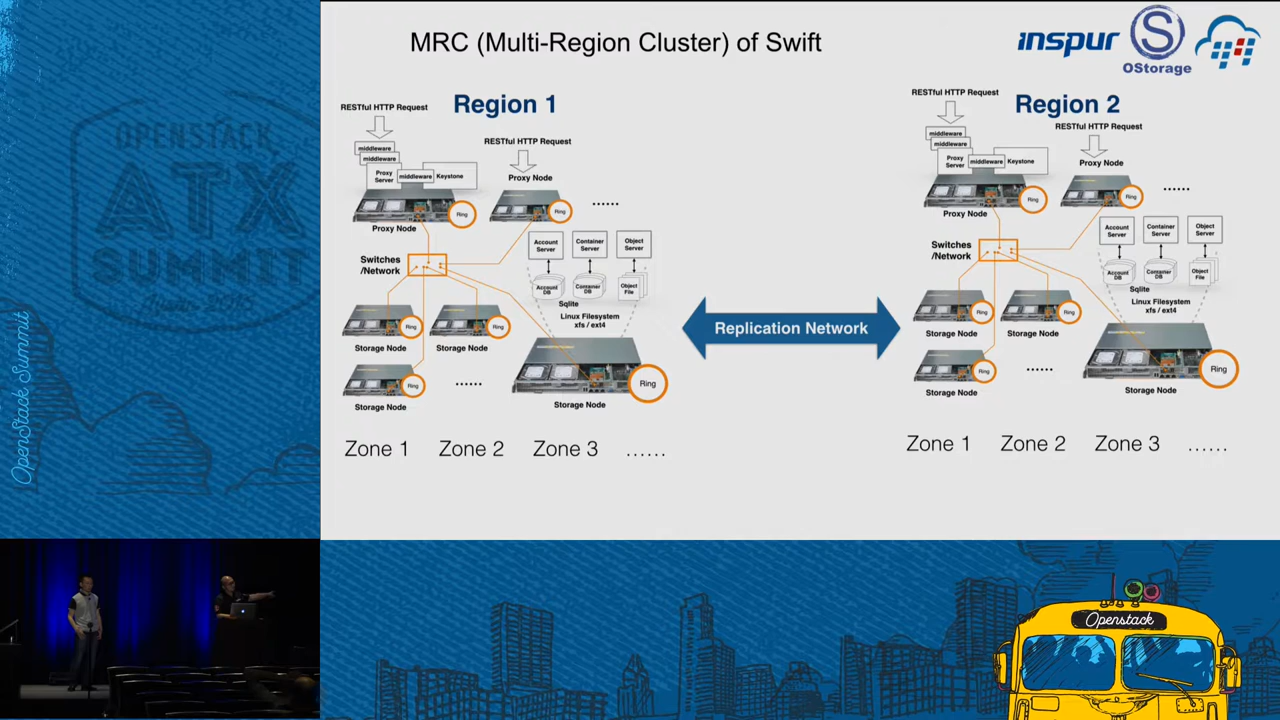 MRC (Multi-Region Cluster) of Swift
inspur
S
OStorage
RESTful HTTP Request
Region 1
RESTful HTTP Request
middleware
middleware
Proxy
Server
middleware
Keystone
Proxy Node
Ring
Ring
......
Proxy Node
Switches
/Network
Account
Server
Container
Server
Object
Server
Account
DB
Container
DB
Object
File
Sqlite
Linux Filesystem
xfs / ext4
Ring
Ring
Storage Node
Storage Node
Ring
......
Ring
Storage Node
Storage Node
Zone 1
Zone 2
Zone 3
......
Replication Network
RESTful HTTP Request
Region 2
RESTful HTTP Request
middleware
middleware
Proxy
Server
middleware
Keystone
Proxy Node
Ring
Ring
......
Proxy Node
Switches
/Network
Account
Server
Container
Server
Object
Server
Account
DB
Container
DB
Object
File
Sqlite
Linux Filesystem
xfs / ext4
Ring
Ring
Storage Node
Storage Node
Ring
......
Ring
Storage Node
Storage Node
Zone 1
Zone 2
Zone 3
......
OPENSTACK
OpenStack Summit
Openstack